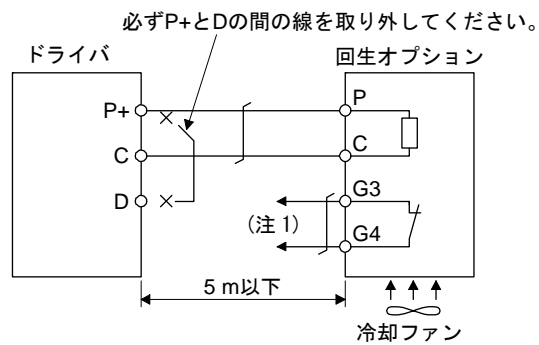 必ずP+とDの間の線を取り外してください。
ドライバ
回生オプション
P+
P
C
C
D
G3
(注 1)
G4
5 m以下
冷却ファン